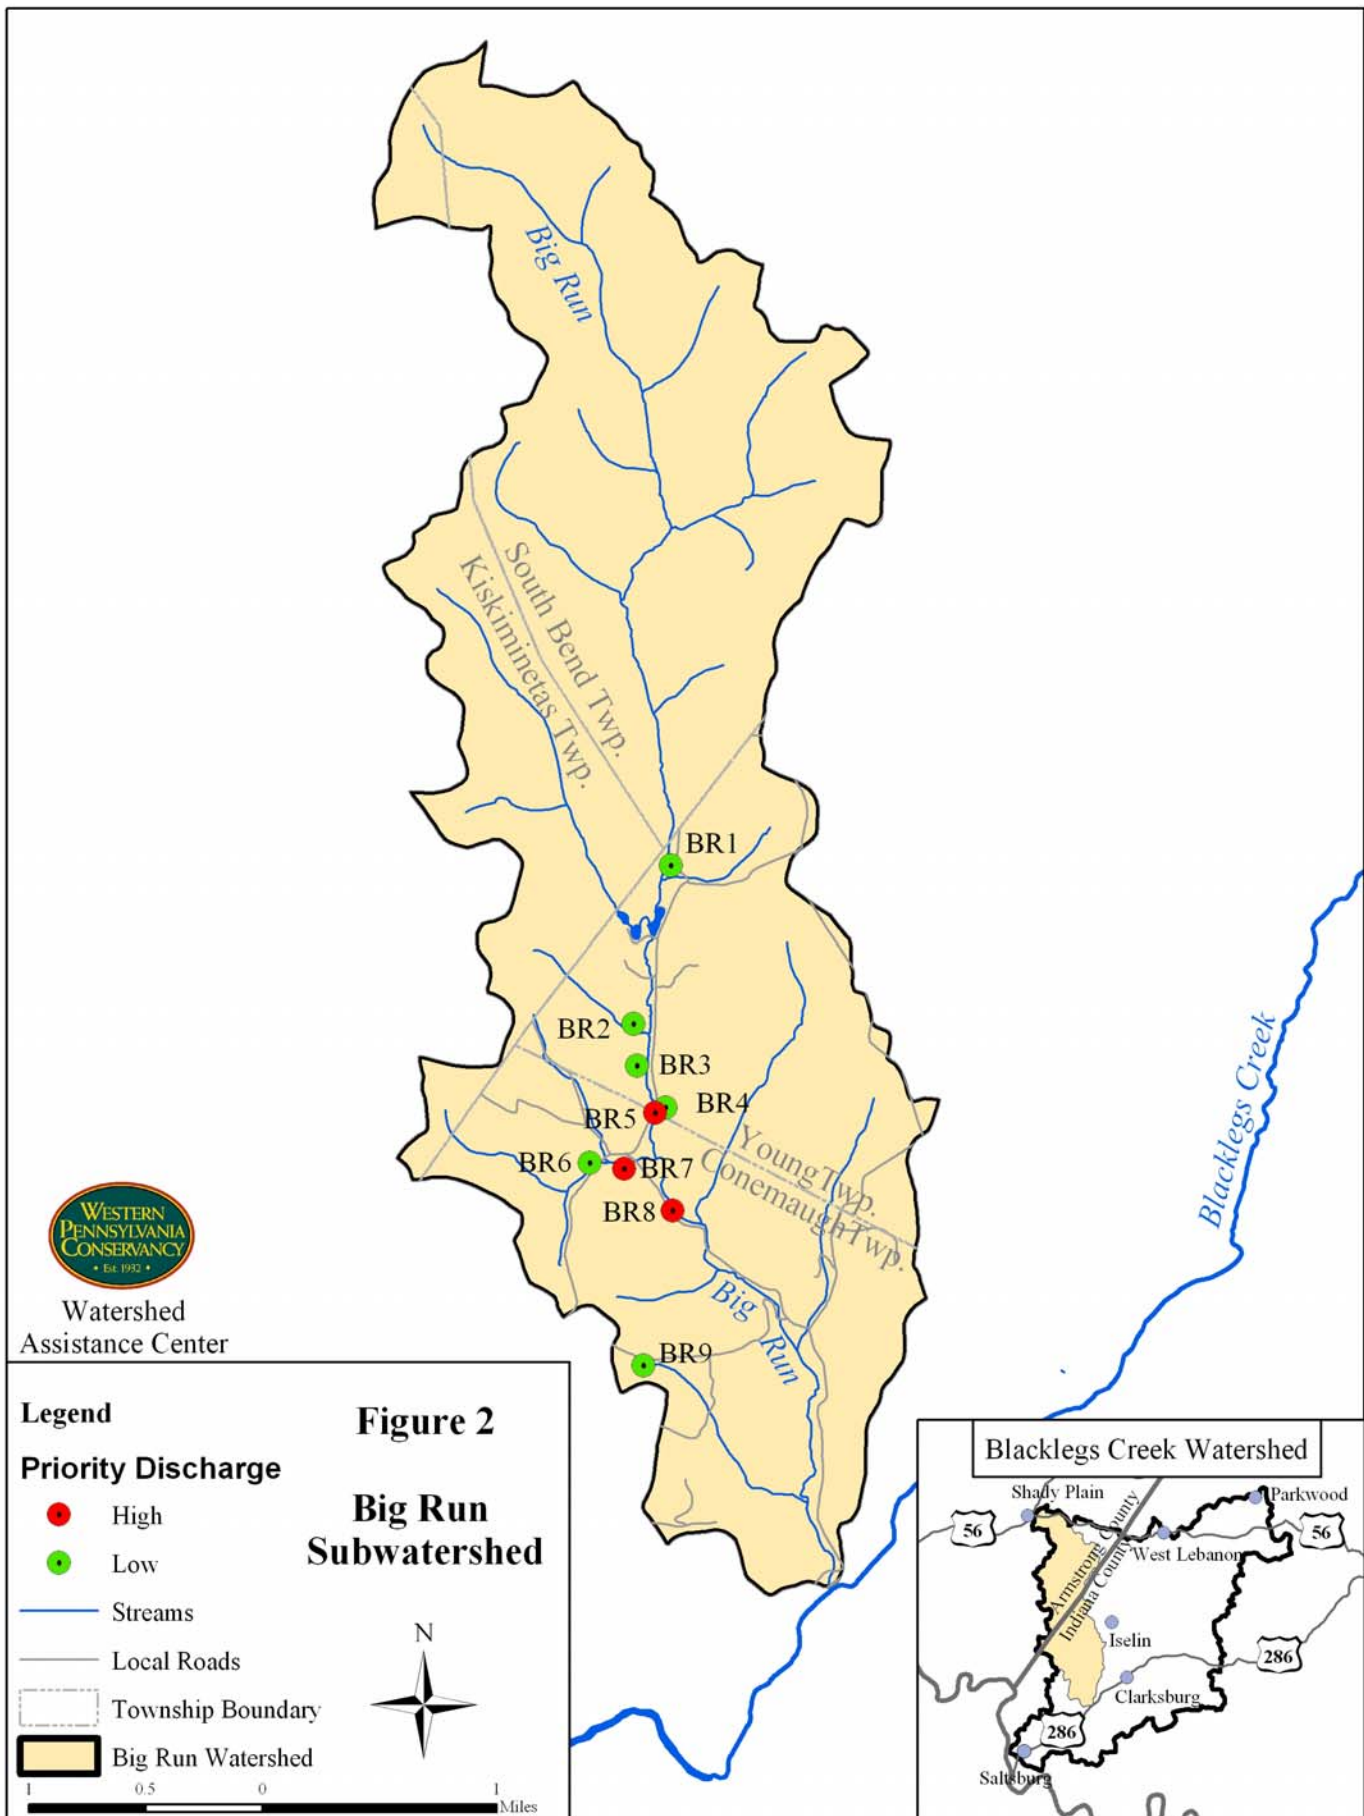 Big Run
South Bend Twp.
Kiskiminetas Twp.
BR1
BR2
BR3
BR4
BR5
Young Twp.
Conemaugh Twp.
BR6
BR7
BR8
Big
Run
BR9
Blacklegs Creek
WESTERN
PENNSYLVANIA
CONSERVANCY
• Est. 1932 •
Watershed
Assistance Center
Legend
Figure 2
Big Run
Subwatershed
Priority Discharge
High
Low
Streams
Local Roads
Township Boundary
Big Run Watershed
N
1 0.5 0 1
Miles
Blacklegs Creek Watershed
Shady Plain
Parkwood
56
56
West Lebanon
Armstrong County
Indiana County
Iselin
286
Clarksburg
286
Saltsburg